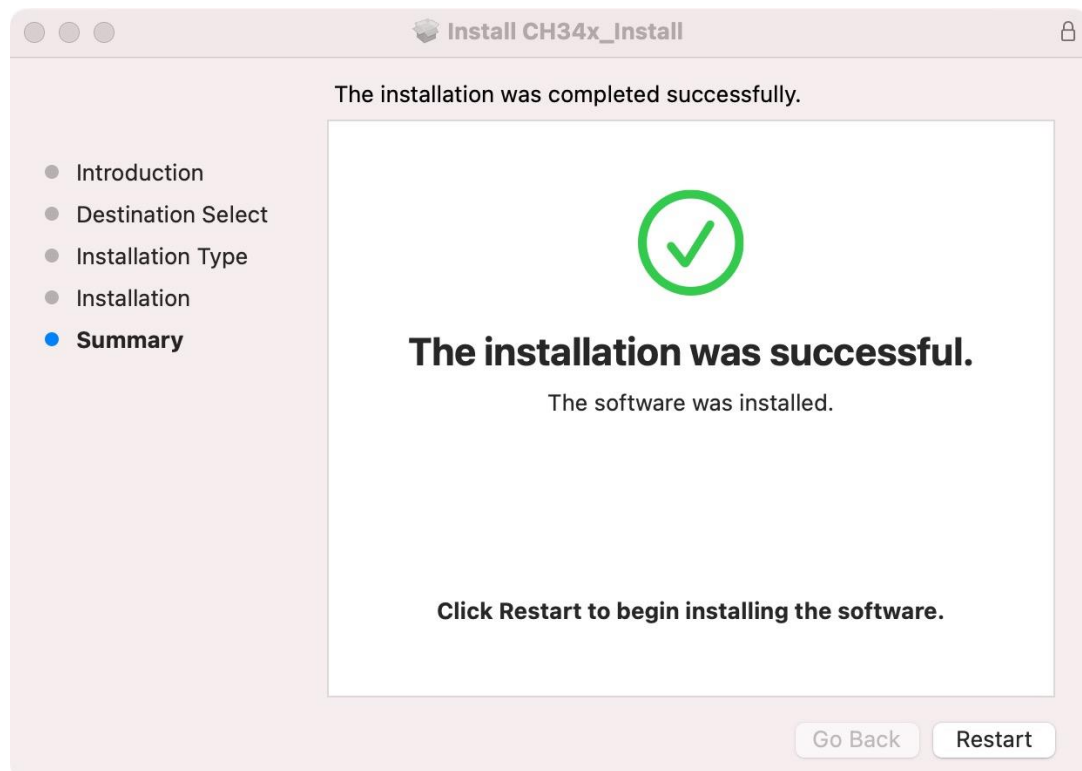 Install CH34x_Install
The installation was completed successfully.
Introduction
Destination Select
Installation Type
Installation
Summary
The installation was successful.
The software was installed.
Click Restart to begin installing the software.
Go Back
Restart